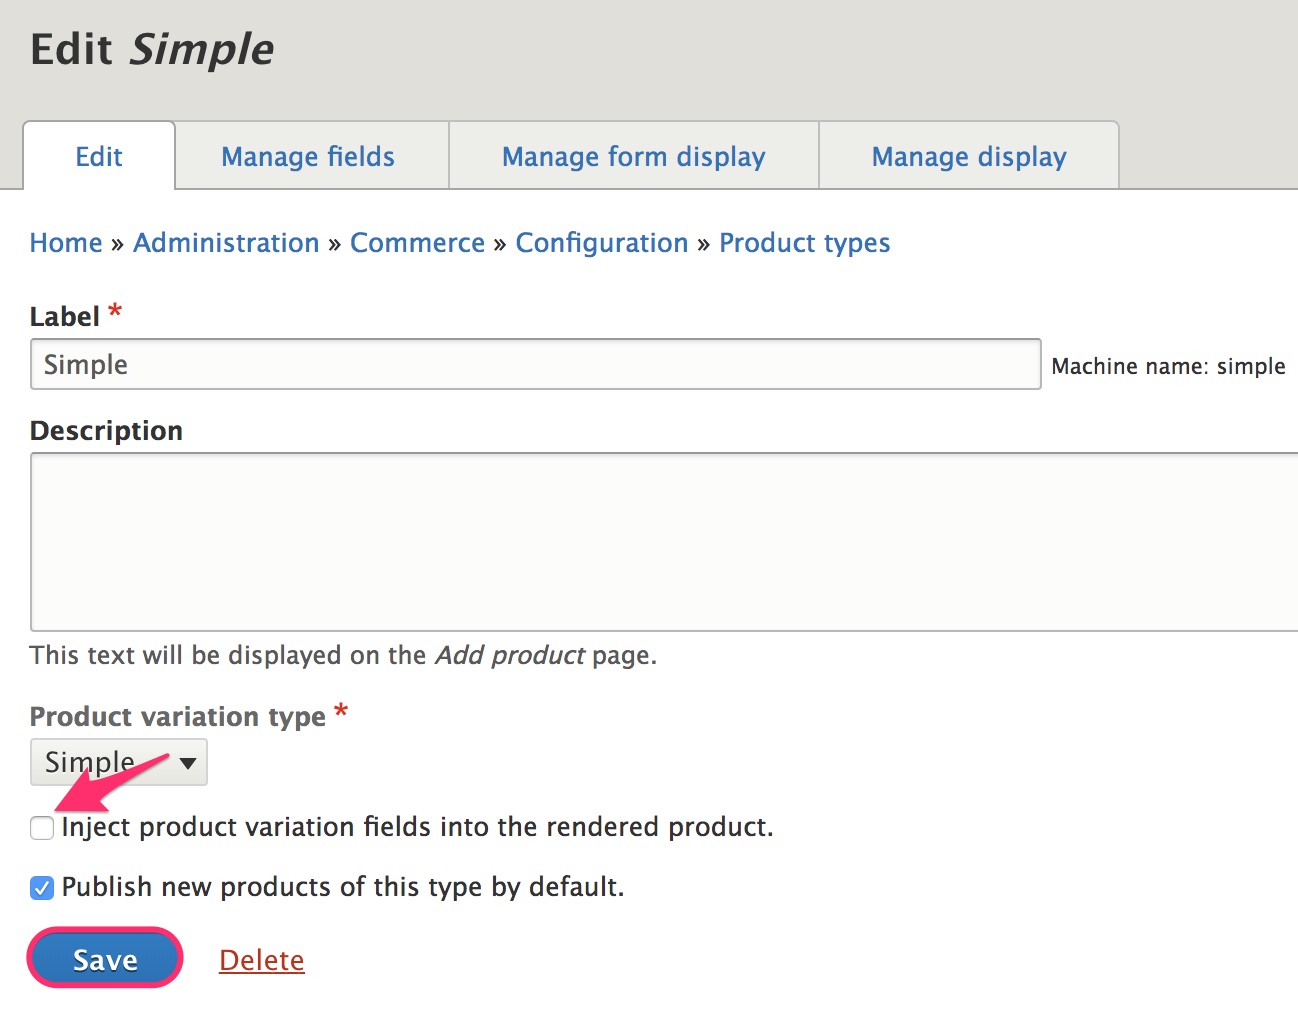 Edit Simple
Edit
Manage fields
Manage form display
Manage display
Home » Administration » Commerce » Configuration » Product types
Label *
Simple
Machine name: simple
Description
This text will be displayed on the Add product page.
Product variation type *
Simple
Inject product variation fields into the rendered product.
Publish new products of this type by default.
Save
Delete